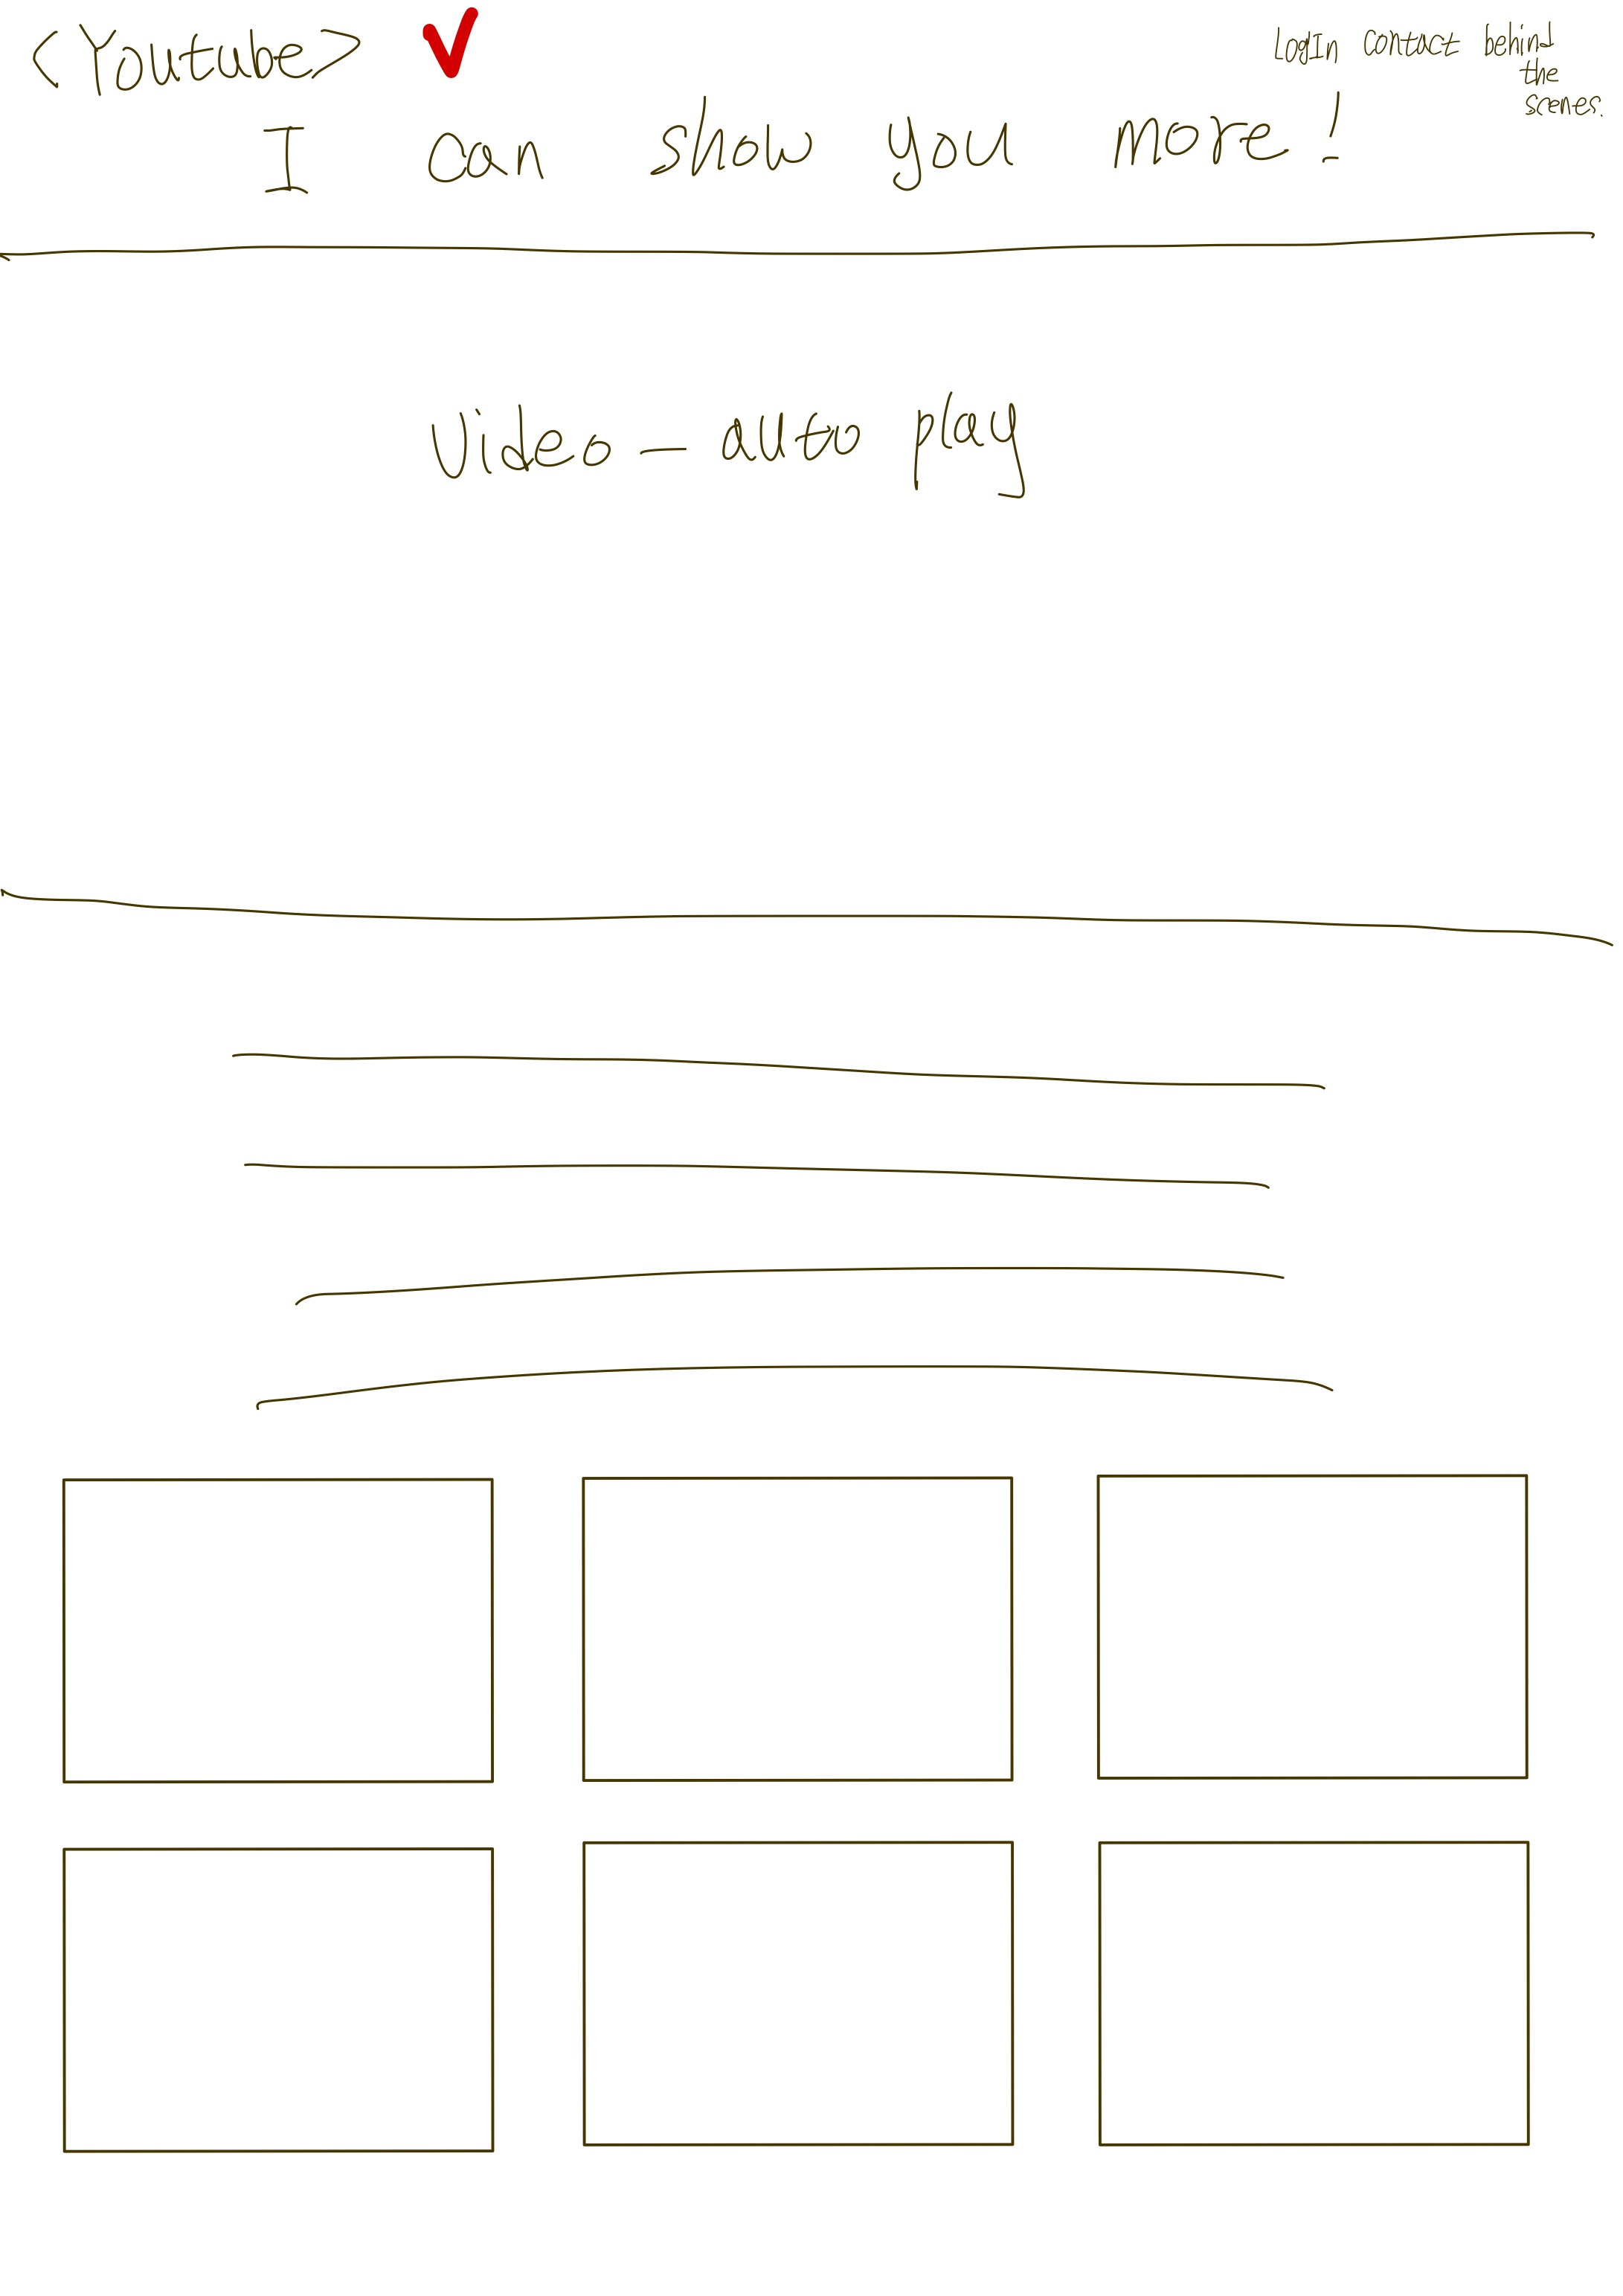 <Youtube>
login contact behind
the
scenes.
I can show you more!
Video - auto play